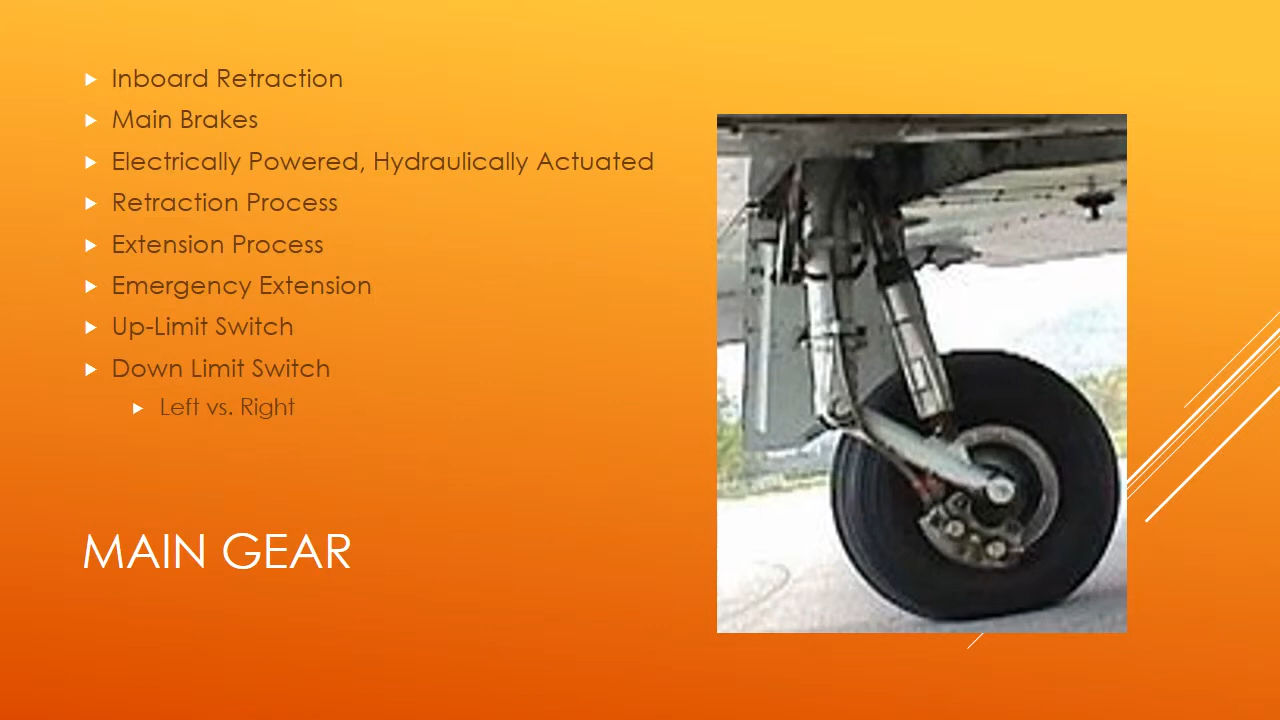 Inboard Retraction
Main Brakes
Electrically Powered, Hydraulically Actuated
Retraction Process
Extension Process
Emergency Extension
Up-Limit Switch
Down Limit Switch
Left vs. Right
MAIN GEAR